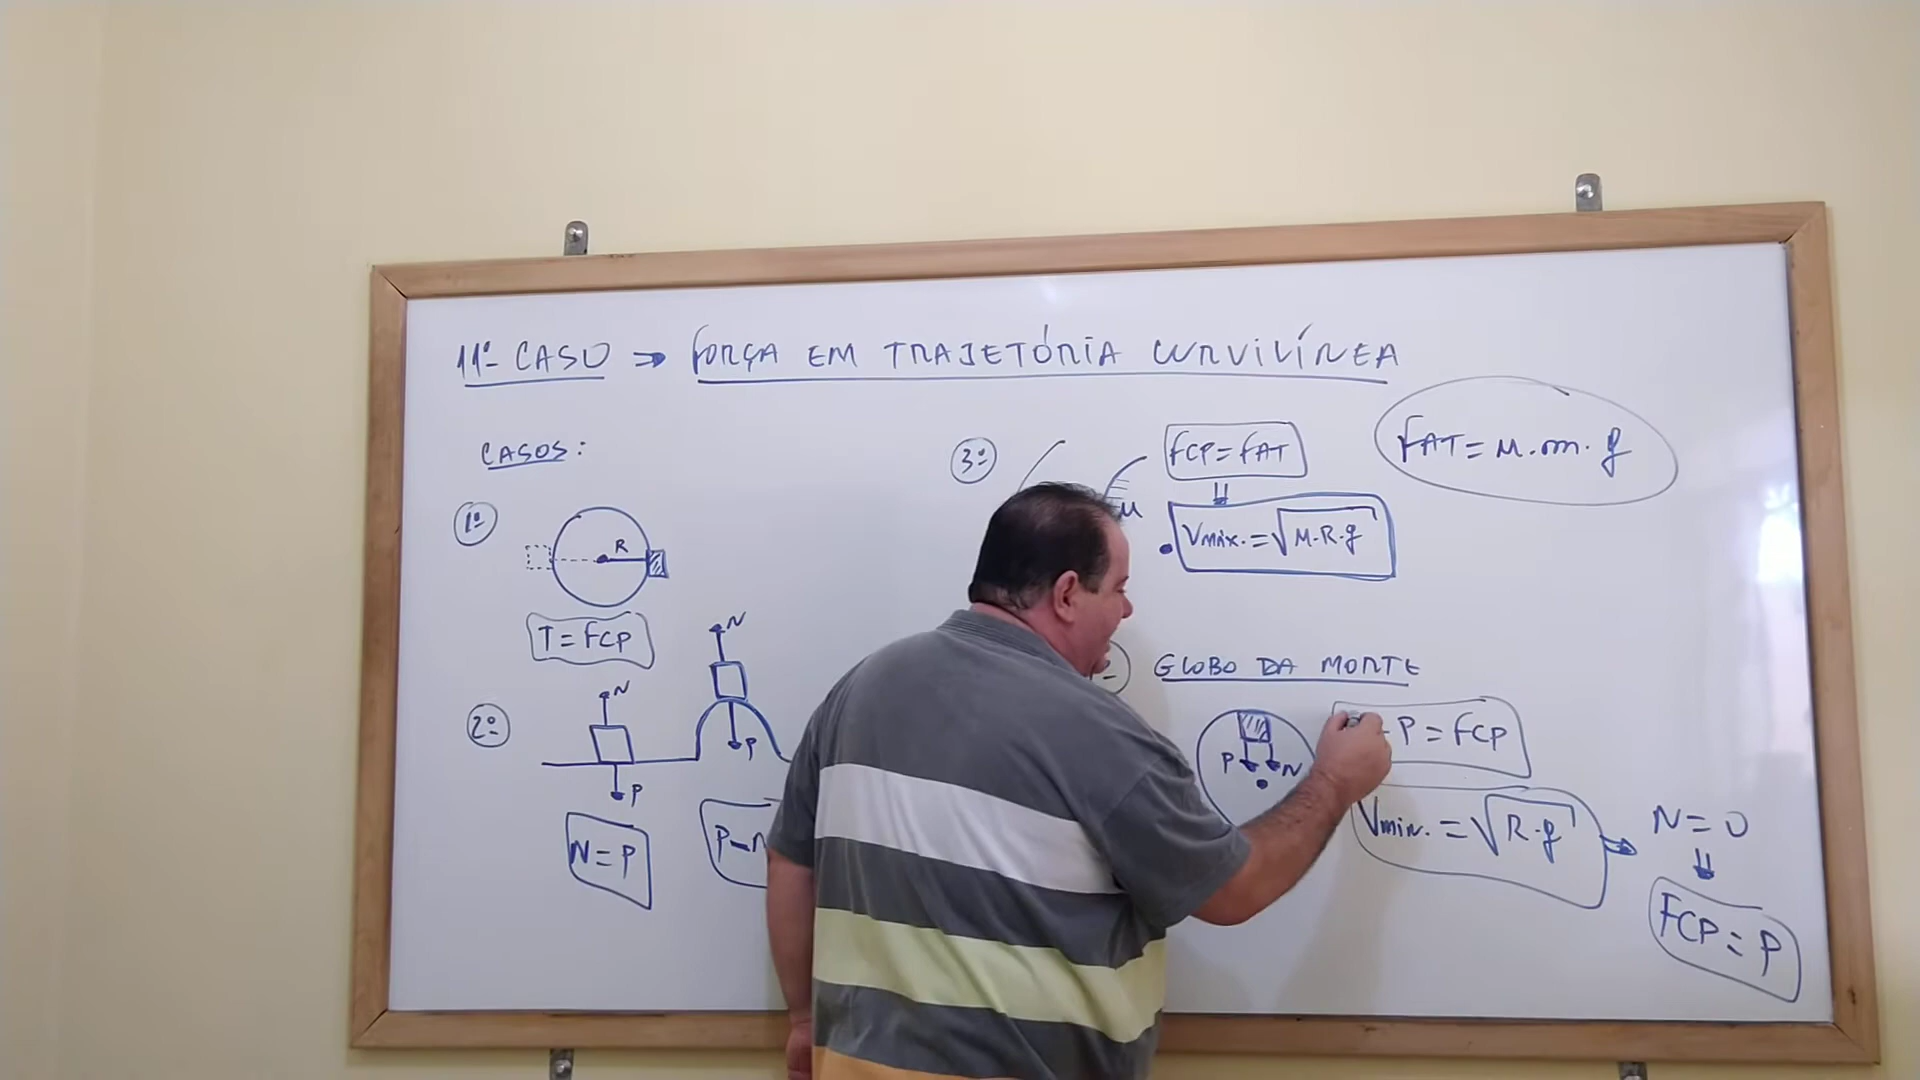 11º CASO ⇒ FORÇA EM TRAJETÓRIA CURVILÍNEA
CASOS:
1º
R
T = FCP
2º
N
P
N = P
N
P
P - N
3º
μ
FCP = FAT
Vmáx. = √μ.R.g
FAT = μ.m.g
GLOBO DA MORTE
P
N
P = FCP
Vmín. = √R.g
N = 0
FCP = P